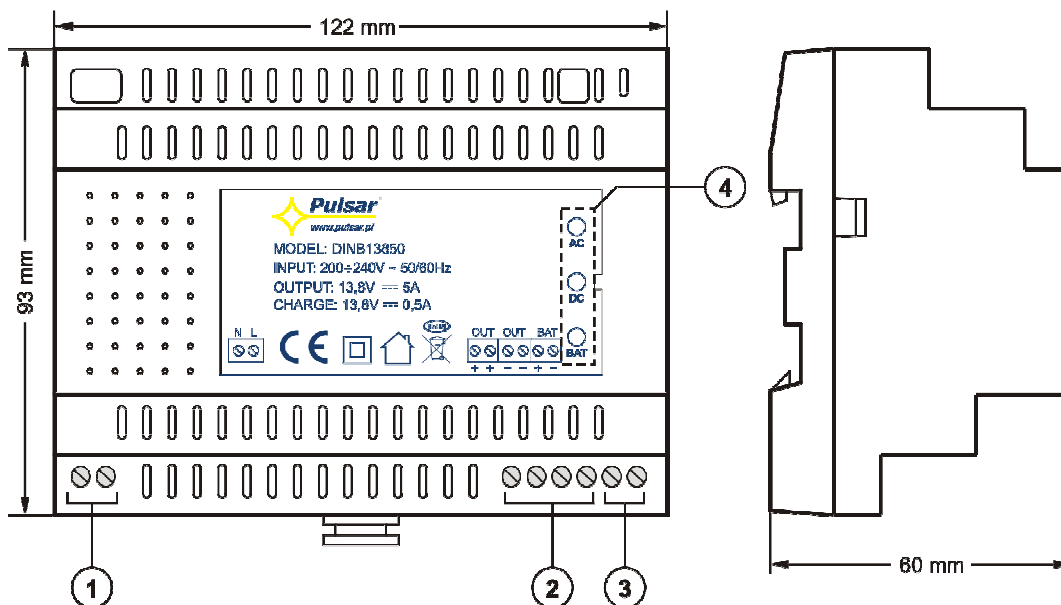 122 mm
93 mm
Pulsar®
www.pulsar.pl
MODEL: DINB13850
INPUT: 200÷240V ~ 50/60Hz
OUTPUT: 13,8V ⎓ 5A
CHARGE: 13,8V ⎓ 0,5A
AC
DC
BAT
N L
CE
OUT OUT BAT
+ + − − + −
4
1
2
3
60 mm